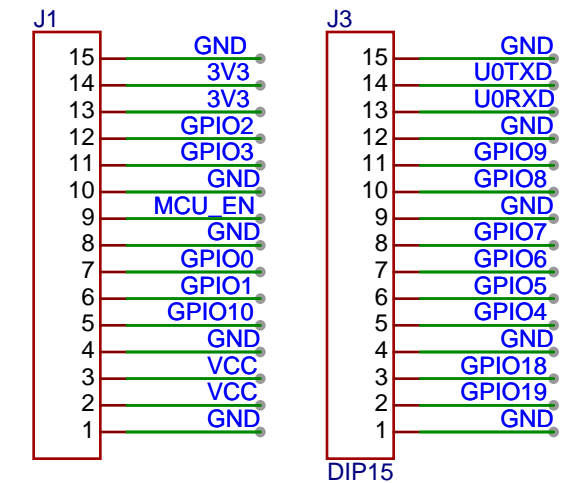 J1
15 GND
14 3V3
13 3V3
12 GPIO2
11 GPIO3
10 GND
9 MCU_EN
8 GND
7 GPIO0
6 GPIO1
5 GPIO10
4 GND
3 VCC
2 VCC
1 GND
J3
15 GND
14 U0TXD
13 U0RXD
12 GND
11 GPIO9
10 GPIO8
9 GND
8 GPIO7
7 GPIO6
6 GPIO5
5 GPIO4
4 GND
3 GPIO18
2 GPIO19
1 GND
DIP15